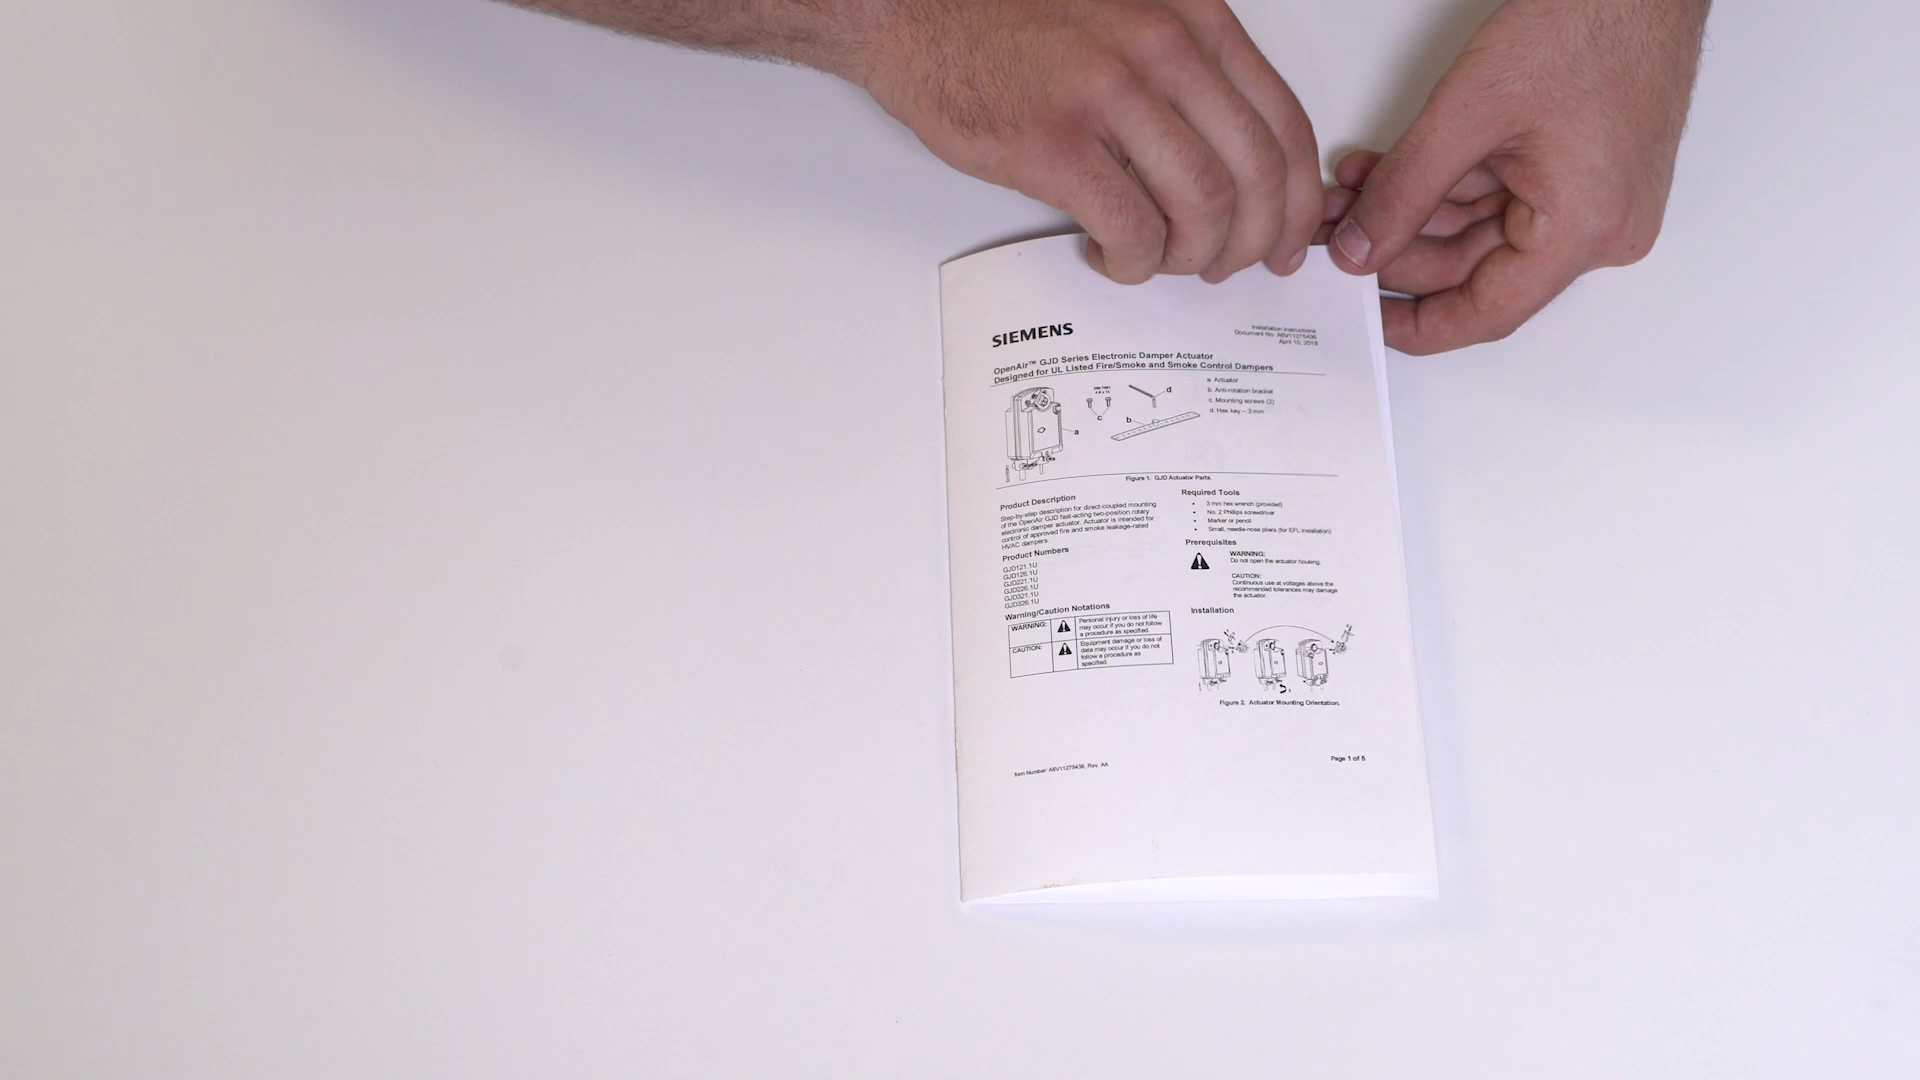 SIEMENS
Installation Instructions
Document No. A6V11275436
April 10, 2018
OpenAir™ GJD Series Electronic Damper Actuator
Designed for UL Listed Fire/Smoke and Smoke Control Dampers
a. Actuator
b. Anti-rotation bracket
c. Mounting screws (2)
d. Hex key – 3 mm
d
c
b
a
Figure 1. GJD Actuator Parts.
Product Description
Step-by-step description for direct-coupled mounting
of the OpenAir GJD fast-acting two-position rotary
electronic damper actuator. Actuator is intended for
control of approved fire and smoke leakage-rated
HVAC dampers.
Product Numbers
GJD121.1U
GJD126.1U
GJD221.1U
GJD226.1U
GJD321.1U
GJD326.1U
Warning/Caution Notations
WARNING:
Personal injury or loss of life
may occur if you do not follow
a procedure as specified.
CAUTION:
Equipment damage or loss of
data may occur if you do not
follow a procedure as
specified.
Item Number: A6V11275436, Rev. AA
Required Tools
• 3 mm hex wrench (provided)
• No. 2 Phillips screwdriver
• Marker or pencil
• Small, needle-nose pliers (for EFL installation)
Prerequisites
WARNING:
Do not open the actuator housing.
CAUTION:
Continuous use at voltages above the
recommended tolerances may damage
the actuator.
Installation
Figure 2. Actuator Mounting Orientation.
Page 1 of 5